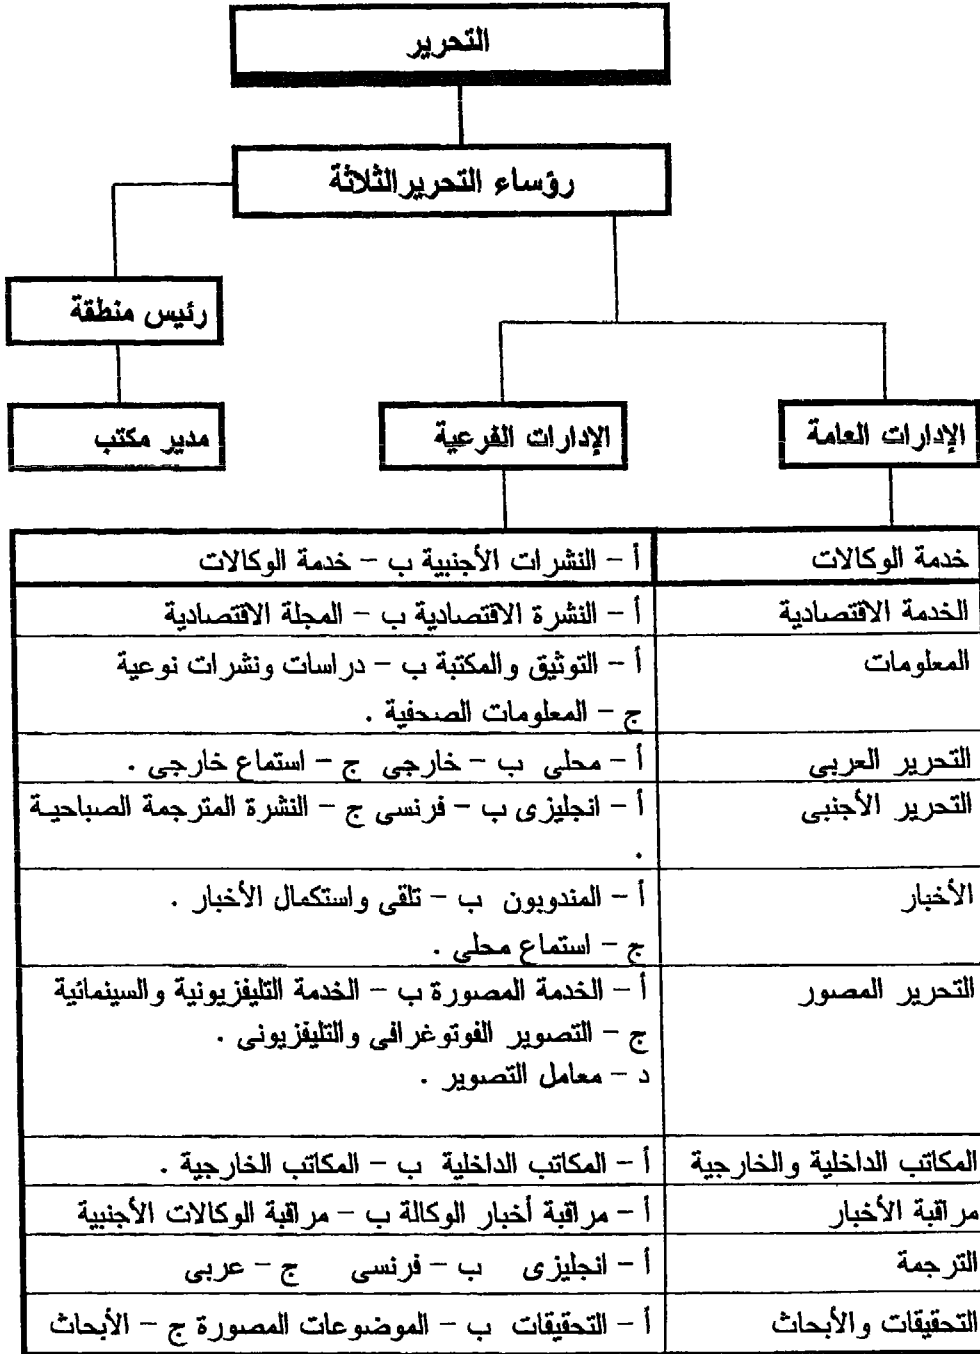 التحرير
رؤساء التحرير الثلاثة
رئيس منطقة
مدير مكتب
الإدارات العامة
الإدارات الفرعية
خدمة الوكالات
أ – النشرات الأجنبية ب – خدمة الوكالات
الخدمة الاقتصادية
أ – النشرة الاقتصادية ب – المجلة الاقتصادية
المعلومات
أ – التوثيق والمكتبة ب – دراسات ونشرات نوعية
ج – المعلومات الصحفية .
التحرير العربى
أ – محلى ب – خارجى ج – استماع خارجى .
التحرير الأجنبى
أ – انجليزى ب – فرنسى ج – النشرة المترجمة الصباحية
.
الأخبار
أ – المندوبون ب – تلقى واستكمال الأخبار .
ج – استماع محلى .
التحرير المصور
أ – الخدمة المصورة ب – الخدمة التليفزيونية والسينمائية
ج – التصوير الفوتوغرافى والتليفزيونى .
د – معامل التصوير .
المكاتب الداخلية والخارجية
أ – المكاتب الداخلية ب – المكاتب الخارجية .
مراقبة الأخبار
أ – مراقبة أخبار الوكالة ب – مراقبة الوكالات الأجنبية
الترجمة
أ – انجليزى ب – فرنسى ج – عربى
التحقيقات والأبحاث
أ – التحقيقات ب – الموضوعات المصورة ج – الأبحاث